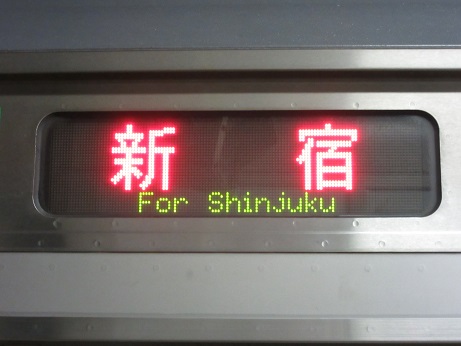 新宿
For Shinjuku